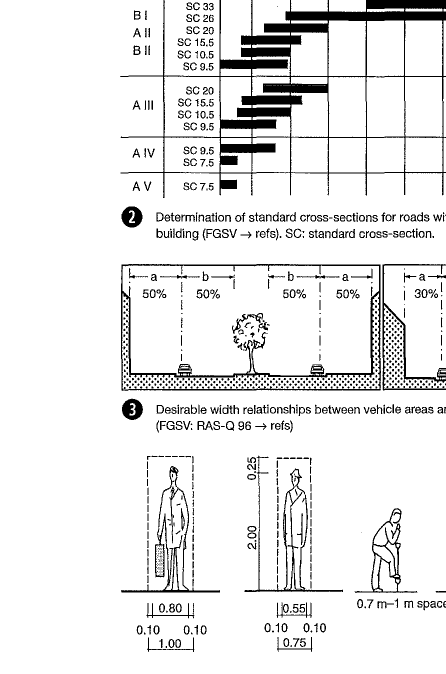 SC 33
B I
SC 26
A II
SC 20
B II
SC 15.5
SC 10.5
SC 9.5
A III
SC 20
SC 15.5
SC 10.5
SC 9.5
A IV
SC 9.5
SC 7.5
A V
SC 7.5
2 Determination of standard cross-sections for roads
building (FGSV → refs). SC: standard cross-section.
a b b a a
50% 50% 50% 50% 30%
3 Desirable width relationships between vehicle areas
(FGSV: RAS-Q 96 → refs)
0.25
2.00
0.80
0.10 0.10
1.00
0.55
0.10 0.10
0.75
0.7 m–1 m space